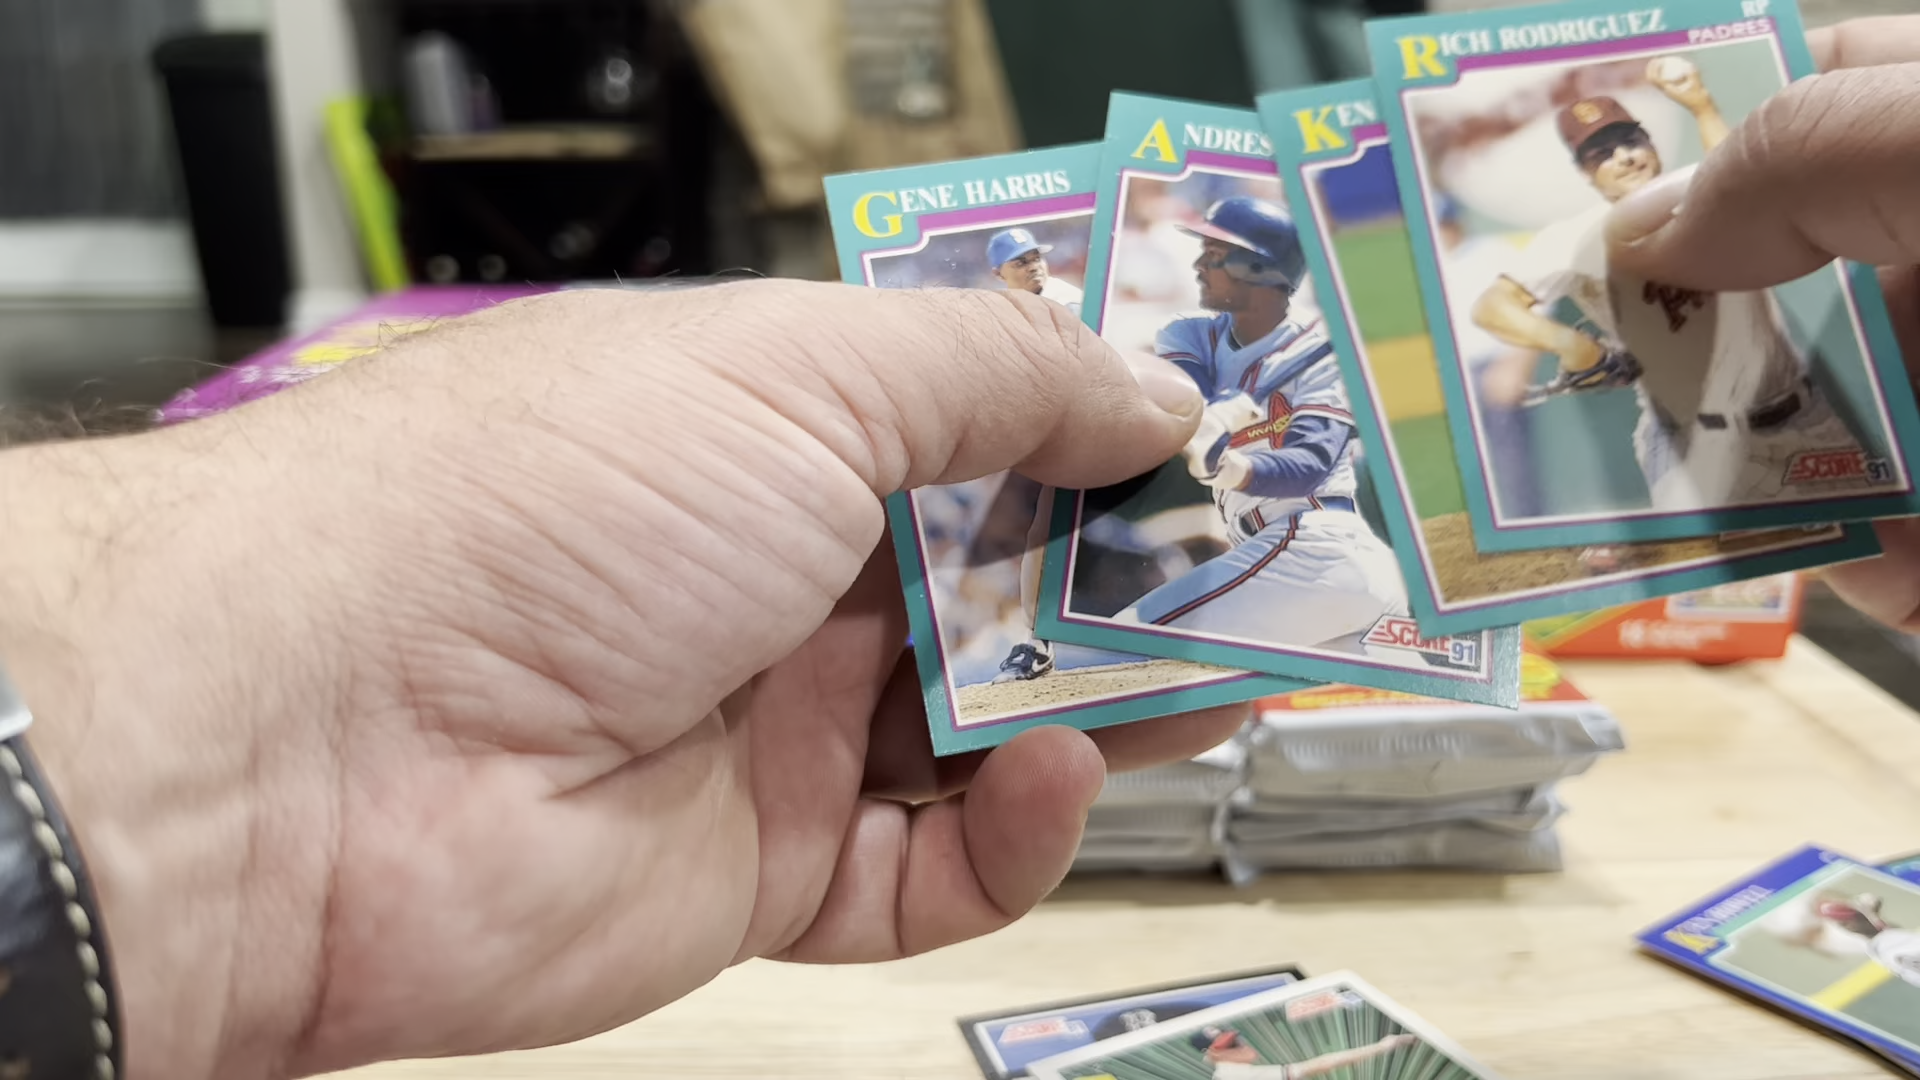 GENE HARRIS
ANDRES
KEN
RICH RODRIGUEZ
RP
PADRES
SCORE 91
SCORE 91